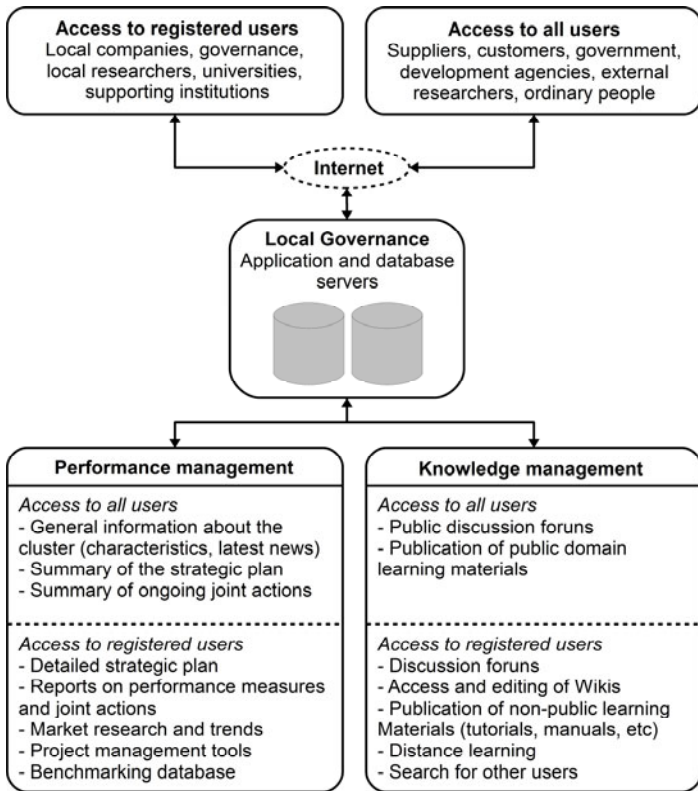 Access to registered users
Local companies, governance,
local researchers, universities,
supporting institutions
Access to all users
Suppliers, customers, government,
development agencies, external
researchers, ordinary people
Internet
Local Governance
Application and database
servers
Performance management
Access to all users
- General information about the
cluster (characteristics, latest news)
- Summary of the strategic plan
- Summary of ongoing joint actions
Access to registered users
- Detailed strategic plan
- Reports on performance measures
and joint actions
- Market research and trends
- Project management tools
- Benchmarking database
Knowledge management
Access to all users
- Public discussion foruns
- Publication of public domain
learning materials
Access to registered users
- Discussion foruns
- Access and editing of Wikis
- Publication of non-public learning
Materials (tutorials, manuals, etc)
- Distance learning
- Search for other users